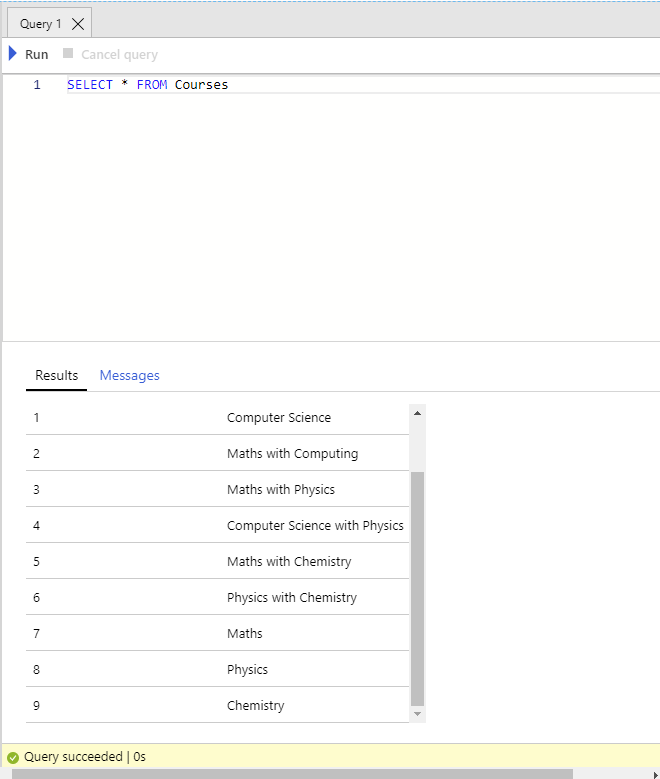 Query 1
Run Cancel query
1 SELECT * FROM Courses
Results Messages
1 Computer Science
2 Maths with Computing
3 Maths with Physics
4 Computer Science with Physics
5 Maths with Chemistry
6 Physics with Chemistry
7 Maths
8 Physics
9 Chemistry
Query succeeded | 0s